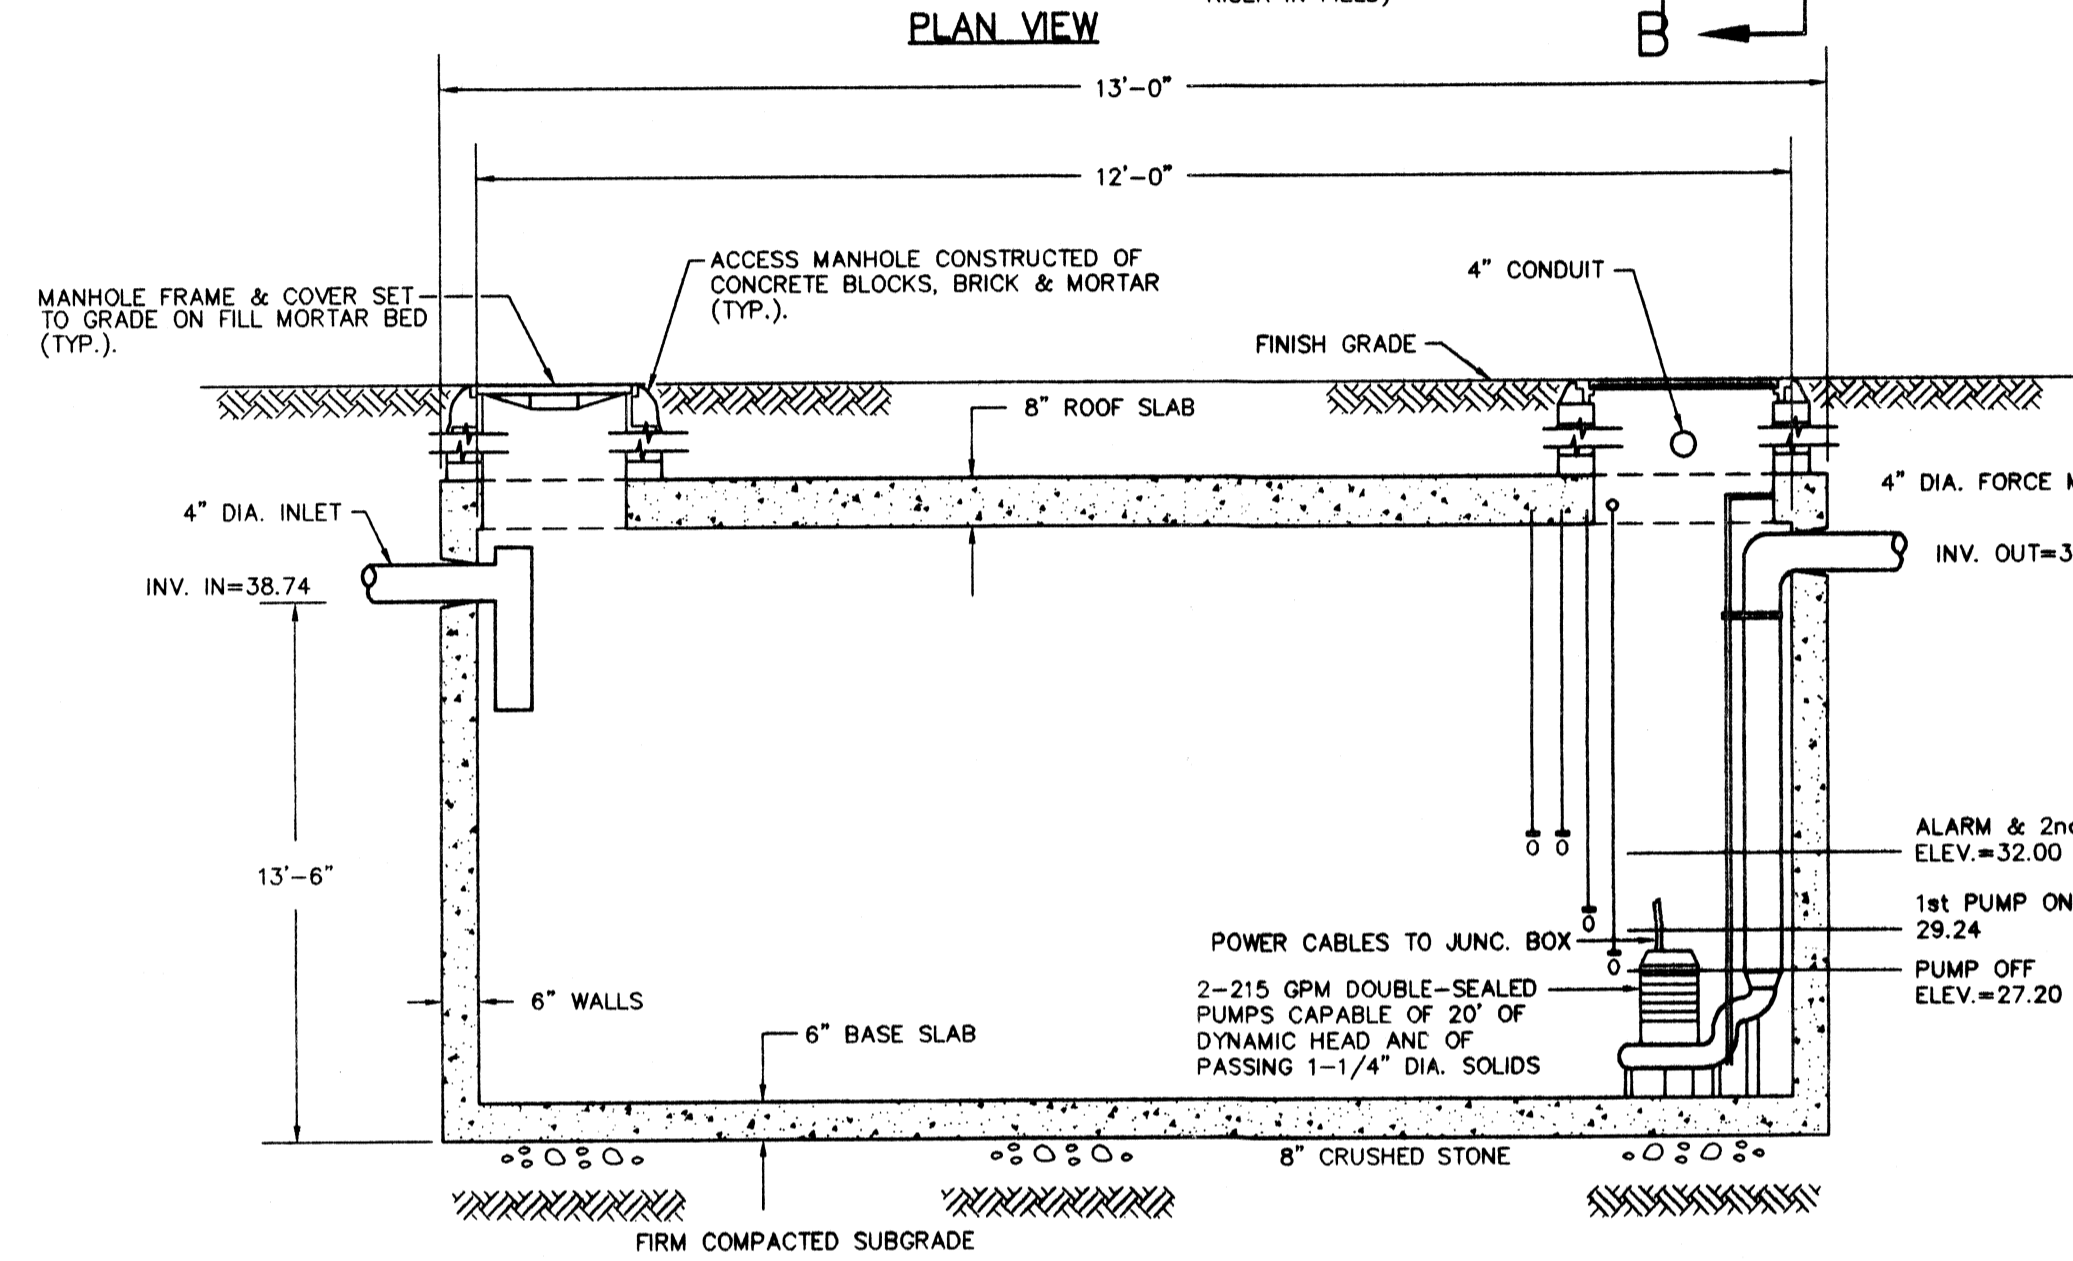 PLAN VIEW
B
13'-0"
12'-0"
MANHOLE FRAME & COVER SET
TO GRADE ON FILL MORTAR BED
(TYP.).
ACCESS MANHOLE CONSTRUCTED OF
CONCRETE BLOCKS, BRICK & MORTAR
(TYP.).
4" CONDUIT
FINISH GRADE
8" ROOF SLAB
4" DIA. INLET
INV. IN=38.74
4" DIA. FORCE
INV. OUT=3
13'-6"
ALARM & 2nd
ELEV.=32.00
1st PUMP ON
29.24
PUMP OFF
ELEV.=27.20
POWER CABLES TO JUNC. BOX
2-215 GPM DOUBLE-SEALED
PUMPS CAPABLE OF 20' OF
DYNAMIC HEAD AND OF
PASSING 1-1/4" DIA. SOLIDS
6" WALLS
6" BASE SLAB
8" CRUSHED STONE
FIRM COMPACTED SUBGRADE